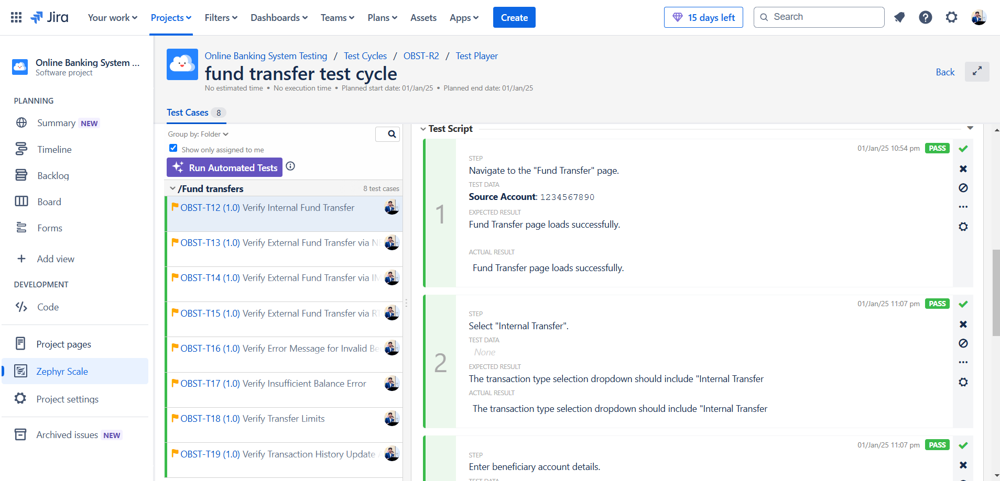 Jira
Your work
Projects
Filters
Dashboards
Teams
Plans
Assets
Apps
Create
15 days left
Search
Online Banking System ...
Software project
PLANNING
Summary NEW
Timeline
Backlog
Board
Forms
Add view
DEVELOPMENT
Code
Project pages
Zephyr Scale
Project settings
Archived issues NEW
Online Banking System Testing / Test Cycles / OBST-R2 / Test Player
fund transfer test cycle
No estimated time • No execution time • Planned start date: 01/Jan/25 • Planned end date: 01/Jan/25
Back
Test Cases 8
Group by: Folder
Show only assigned to me
Run Automated Tests
/Fund transfers 8 test cases
OBST-T12 (1.0) Verify Internal Fund Transfer
OBST-T13 (1.0) Verify External Fund Transfer via
OBST-T14 (1.0) Verify External Fund Transfer via
OBST-T15 (1.0) Verify External Fund Transfer via
OBST-T16 (1.0) Verify Error Message for Invalid
OBST-T17 (1.0) Verify Insufficient Balance Error
OBST-T18 (1.0) Verify Transfer Limits
OBST-T19 (1.0) Verify Transaction History Update
Test Script
01/Jan/25 10:54 pm PASS
1
STEP
Navigate to the "Fund Transfer" page.
TEST DATA
Source Account: 1234567890
EXPECTED RESULT
Fund Transfer page loads successfully.
ACTUAL RESULT
Fund Transfer page loads successfully.
01/Jan/25 11:07 pm PASS
2
STEP
Select "Internal Transfer".
TEST DATA
None
EXPECTED RESULT
The transaction type selection dropdown should include "Internal Transfer
ACTUAL RESULT
The transaction type selection dropdown should include "Internal Transfer
01/Jan/25 11:07 pm PASS
STEP
Enter beneficiary account details.
TEST DATA